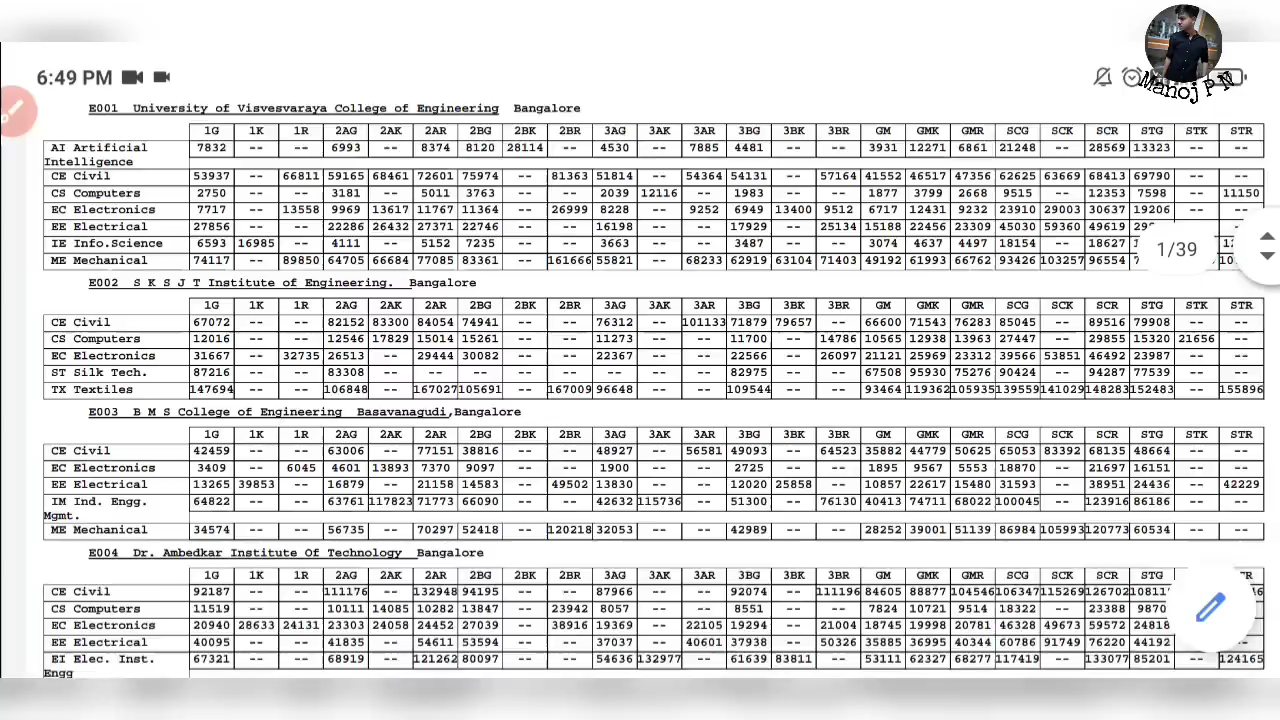 6:49 PM
Manoj P N
E001 University of Visvesvaraya College of Engineering Bangalore
1G 1K 1R 2AG 2AK 2AR 2BG 2BK 2BR 3AG 3AK 3AR 3BG 3BK 3BR GM GMK GMR SCG SCK SCR STG STK STR
AI Artificial Intelligence 7832 -- -- 6993 -- 8374 8120 28114 -- 4530 -- 7885 4481 -- -- 3931 12271 6861 21248 -- 28569 13323 -- --
CE Civil 53937 -- 66811 59165 68461 72601 75974 -- 81363 51814 -- 54364 54131 -- 57164 41552 46517 47356 62625 63669 68413 69790 -- --
CS Computers 2750 -- -- 3181 -- 5011 3763 -- -- 2039 12116 -- 1983 -- -- 1877 3799 2668 9515 -- 12353 7598 -- 11150
EC Electronics 7717 -- 13558 9969 13617 11767 11364 -- 26999 8228 -- 9252 6949 13400 9512 6717 12431 9232 23910 29003 30637 19206 -- --
EE Electrical 27856 -- -- 22286 26432 27371 22746 -- -- 16198 -- -- 17929 -- 25134 15188 22456 23309 45030 59360 49619
IE Info.Science 6593 16985 -- 4111 -- 5152 7235 -- -- 3663 -- -- 3487 -- -- 3074 4637 4497 18154 -- 18627
ME Mechanical 74117 -- 89850 64705 66684 77085 83361 -- 161666 55821 -- 68233 62919 63104 71403 49192 61993 66762 93426 103257 96554
1/39
E002 S K S J T Institute of Engineering. Bangalore
1G 1K 1R 2AG 2AK 2AR 2BG 2BK 2BR 3AG 3AK 3AR 3BG 3BK 3BR GM GMK GMR SCG SCK SCR STG STK STR
CE Civil 67072 -- -- 82152 83300 84054 74941 -- -- 76312 -- 101133 71879 79657 -- 66600 71543 76283 85045 -- 89516 79908 -- --
CS Computers 12016 -- -- 12546 17829 15014 15261 -- -- 11273 -- -- 11700 -- 14786 10565 12938 13963 27447 -- 29855 15320 21656 --
EC Electronics 31667 -- 32735 26513 -- 29444 30082 -- -- 22367 -- -- 22566 -- 26097 21121 25969 23312 39566 53851 46492 23987 -- --
ST Silk Tech. 87216 -- -- 83308 -- -- -- -- -- -- -- -- 82975 -- -- 67508 95930 75276 90424 -- 94287 77539 -- --
TX Textiles 147694 -- -- 106848 -- 167027 105691 -- 167009 96648 -- -- 109544 -- -- 93464 119362 105935 139559 141029 148283 152483 -- 155896
E003 B M S College of Engineering Basavanagudi,Bangalore
1G 1K 1R 2AG 2AK 2AR 2BG 2BK 2BR 3AG 3AK 3AR 3BG 3BK 3BR GM GMK GMR SCG SCK SCR STG STK STR
CE Civil 42459 -- -- 63006 -- 77151 38816 -- -- 48927 -- 56581 49093 -- 64523 35882 44779 50625 65053 83392 68135 48664 -- --
EC Electronics 3409 -- 6045 4601 13893 7370 9097 -- -- 1900 -- -- 2725 -- -- 1895 9567 5553 18870 -- 21697 16151 -- --
EE Electrical 13265 39853 -- 16879 -- 21158 14583 -- 49502 13830 -- -- 12020 25858 -- 10857 22617 15480 31593 -- 38951 24436 -- 42229
IM Ind. Engg. Mgmt. 64822 -- -- 63761 117823 71773 66090 -- -- 42632 115736 -- 51300 -- 76130 40413 74711 68022 100045 -- 123916 86186 -- --
ME Mechanical 34574 -- -- 56735 -- 70297 52418 -- 120218 32053 -- -- 42989 -- -- 28252 39001 51139 86984 105993 120773 60534 -- --
E004 Dr. Ambedkar Institute Of Technology Bangalore
1G 1K 1R 2AG 2AK 2AR 2BG 2BK 2BR 3AG 3AK 3AR 3BG 3BK 3BR GM GMK GMR SCG SCK SCR STG
CE Civil 92187 -- -- 111176 -- 132948 94195 -- -- 87966 -- -- 92074 -- 111196 84605 88877 104546 106347 115269 126702
CS Computers 11519 -- -- 10111 14085 10282 13847 -- 23942 8057 -- -- 8551 -- -- 7824 10721 9514 18322 -- 23388 9870
EC Electronics 20940 28633 24131 23303 24058 24452 27039 -- 38916 19369 -- 22105 19294 -- 21004 18745 19998 20781 46328 49673 59572 24818
EE Electrical 40095 -- -- 41835 -- 54611 53594 -- -- 37037 -- 40601 37938 -- 50326 35885 36995 40344 60786 91749 76220 44192 -- --
EI Elec. Inst. Engg 67321 -- -- 68919 -- 121262 80097 -- -- 54636 132977 -- 61639 83811 -- 53111 62327 68277 117419 -- 133077 85201 -- 124165